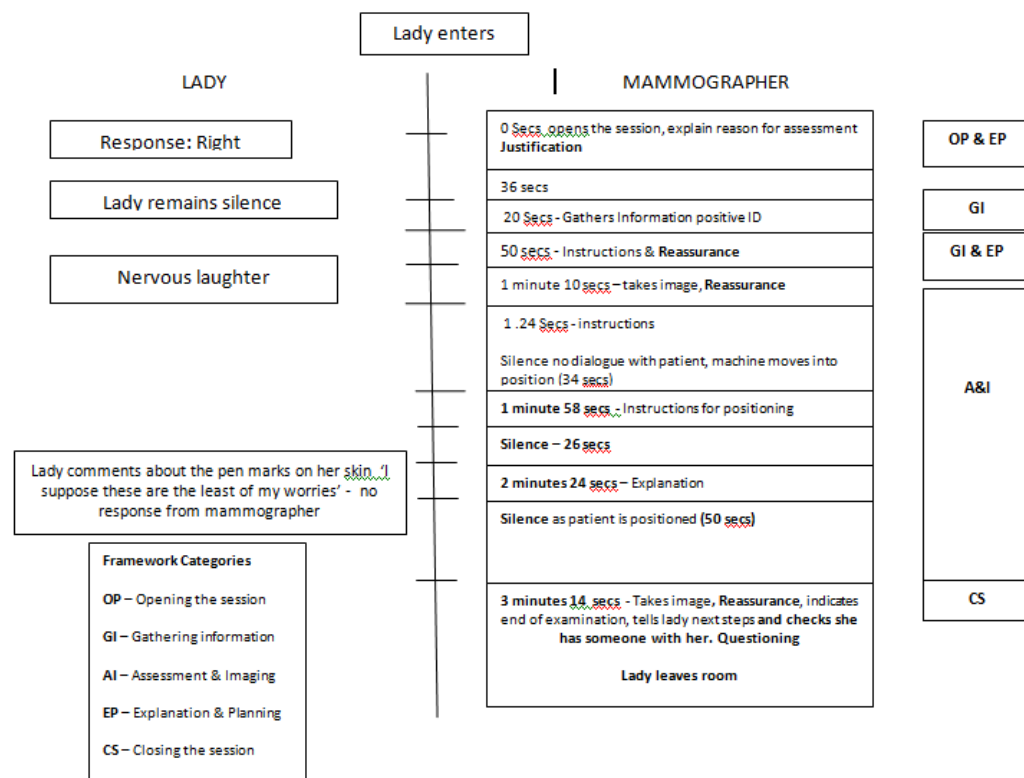 Lady enters
LADY
MAMMOGRAPHER
Response: Right
Lady remains silence
Nervous laughter
Lady comments about the pen marks on her skin ‘I
suppose these are the least of my worries’ - no
response from mammographer
Framework Categories
OP – Opening the session
GI – Gathering information
AI – Assessment & Imaging
EP – Explanation & Planning
CS – Closing the session
0 Secs opens the session, explain reason for assessment
Justification
36 secs
20 Secs - Gathers Information positive ID
50 secs - Instructions & Reassurance
1 minute 10 secs – takes image, Reassurance
1 .24 Secs - instructions
Silence no dialogue with patient, machine moves into
position (34 secs)
1 minute 58 secs - Instructions for positioning
Silence – 26 secs
2 minutes 24 secs – Explanation
Silence as patient is positioned (50 secs)
3 minutes 14 secs - Takes image, Reassurance, indicates
end of examination, tells lady next steps and checks she
has someone with her. Questioning
Lady leaves room
OP & EP
GI
GI & EP
A&I
CS